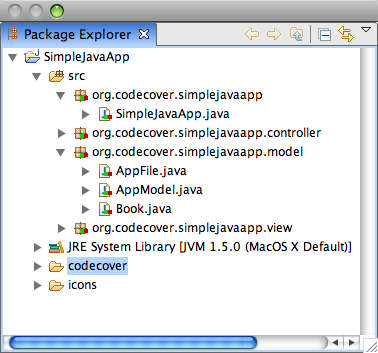 Package Explorer
SimpleJavaApp
src
org.codecover.simplejavaapp
SimpleJavaApp.java
org.codecover.simplejavaapp.controller
org.codecover.simplejavaapp.model
AppFile.java
AppModel.java
Book.java
org.codecover.simplejavaapp.view
JRE System Library [JVM 1.5.0 (MacOS X Default)]
codecover
icons